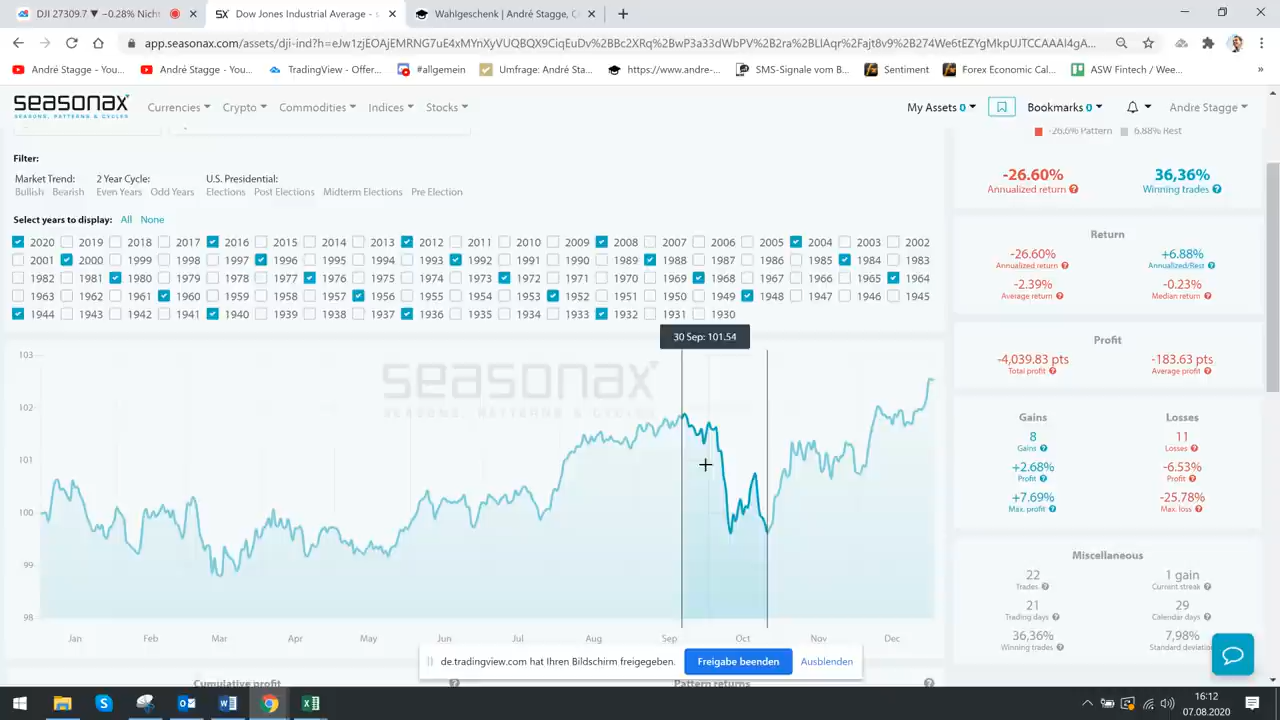 DJI 27309.7 ▼ −0.28% Nicht
Dow Jones Industrial Average - s
Wahlgeschenk | André Stagge, C
app.seasonax.com/assets/dji-ind?h=
André Stagge - You...
André Stagge - You...
TradingView - Offer...
#allgemein
Umfrage: André Sta...
https://www.andre-...
SMS-Signale vom B...
Sentiment
Forex Economic Cal...
ASW Fintech / Wee...
»
seasonax
SEASONS, PATTERNS & CYCLES
Currencies Crypto Commodities Indices Stocks
My Assets 0 Bookmarks 0 Andre Stagge
-26.6% Pattern 6.88% Rest
Filter:
Market Trend: 2 Year Cycle: U.S. Presidential:
Bullish Bearish Even Years Odd Years Elections Post Elections Midterm Elections Pre Election
Select years to display: All None
2020 2019 2018 2017 2016 2015 2014 2013 2012 2011 2010 2009 2008 2007 2006 2005 2004 2003 2002
2001 2000 1999 1998 1997 1996 1995 1994 1993 1992 1991 1990 1989 1988 1987 1986 1985 1984 1983
1982 1981 1980 1979 1978 1977 1976 1975 1974 1973 1972 1971 1970 1969 1968 1967 1966 1965 1964
1963 1962 1961 1960 1959 1958 1957 1956 1955 1954 1953 1952 1951 1950 1949 1948 1947 1946 1945
1944 1943 1942 1941 1940 1939 1938 1937 1936 1935 1934 1933 1932 1931 1930
30 Sep: 101.54
seasonax
SEASONS, PATTERNS & CYCLES
103
102
101
100
99
98
Jan Feb Mar Apr May Jun Jul Aug Sep Oct Nov Dec
Cumulative profit
Pattern returns
-26.60% 36,36%
Annualized return Winning trades
Return
-26.60% +6.88%
Annualized return Annualized/Rest
-2.39% -0.23%
Average return Median return
Profit
-4,039.83 pts -183.63 pts
Total profit Average profit
Gains Losses
8 11
Gains Losses
+2.68% -6.53%
Profit Profit
+7.69% -25.78%
Max. profit Max. loss
Miscellaneous
22 1 gain
Trades Current streak
21 29
Trading days Calendar days
36,36% 7,98%
Winning trades Standard deviatio
de.tradingview.com hat Ihren Bildschirm freigegeben.
Freigabe beenden
Ausblenden
16:12
07.08.2020